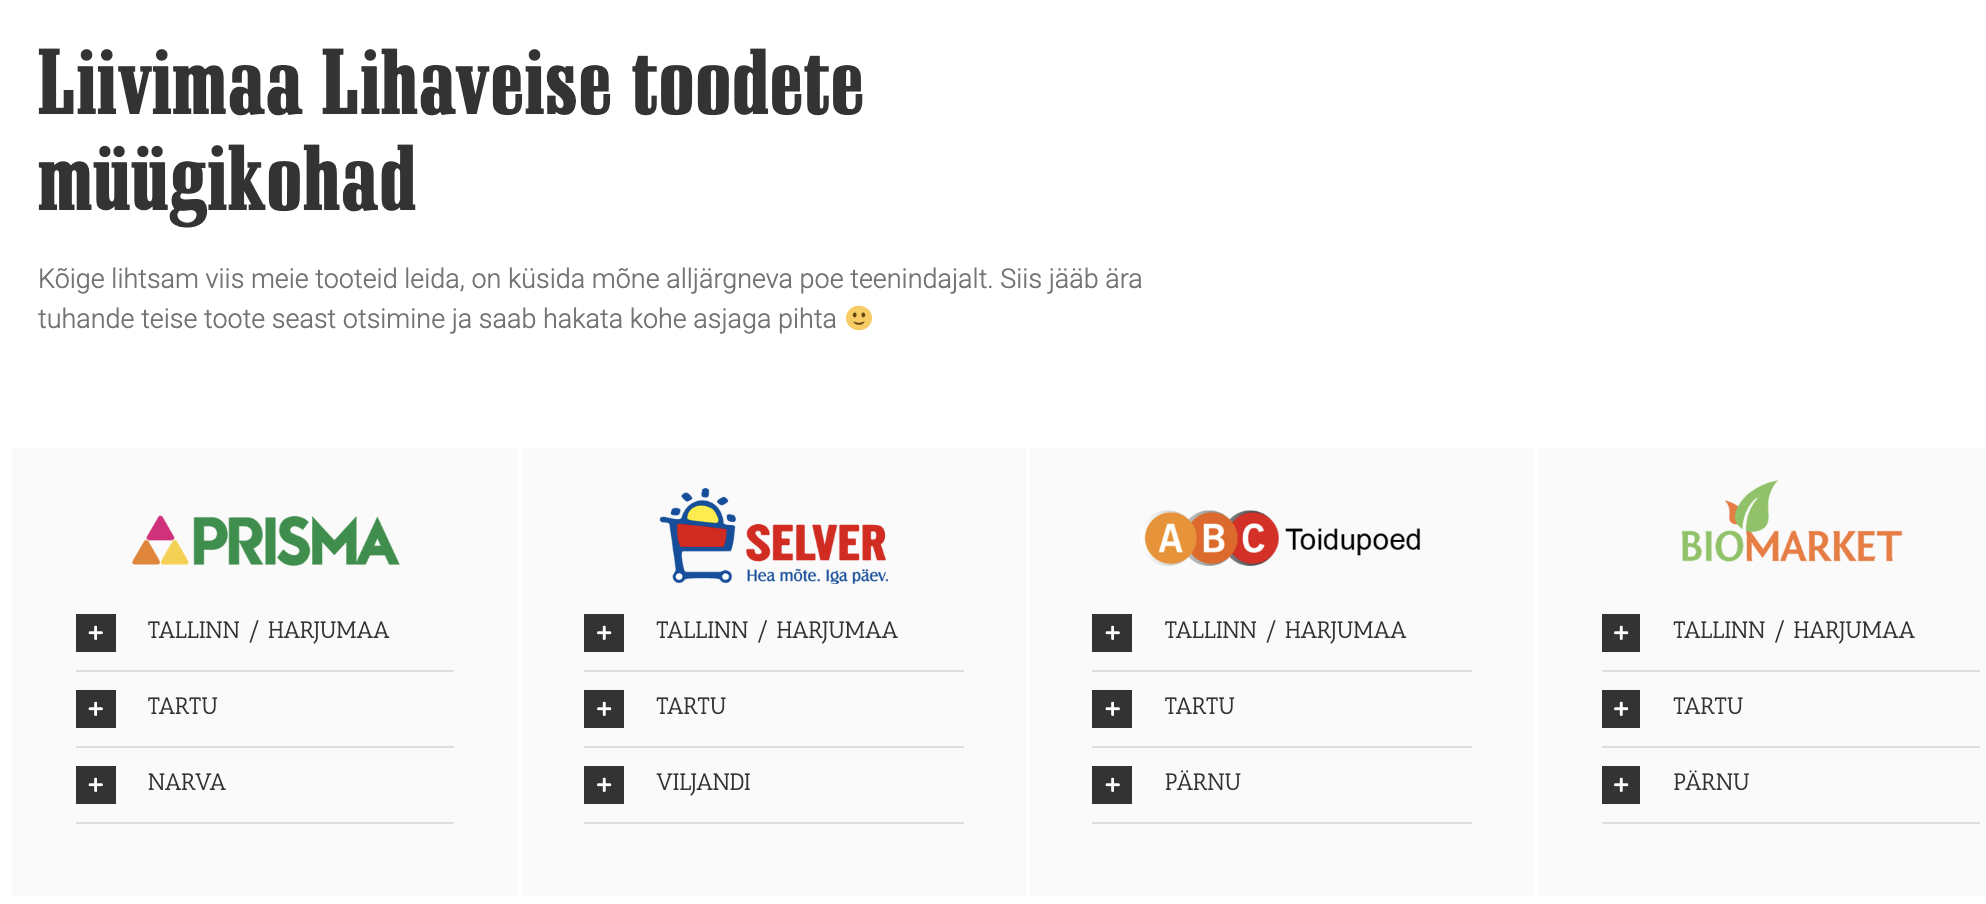 Liivimaa Lihaveise toodete
müügikohad
Kõige lihtsam viis meie tooteid leida, on küsida mõne alljärgneva poe teenindajalt. Siis jääb ära
tuhande teise toote seast otsimine ja saab hakata kohe asjaga pihta 🙂
PRISMA
+ TALLINN / HARJUMAA
+ TARTU
+ NARVA
SELVER
Hea mõte. Iga päev.
+ TALLINN / HARJUMAA
+ TARTU
+ VILJANDI
ABC Toidupoed
+ TALLINN / HARJUMAA
+ TARTU
+ PÄRNU
BIOMARKET
+ TALLINN / HARJUMAA
+ TARTU
+ PÄRNU